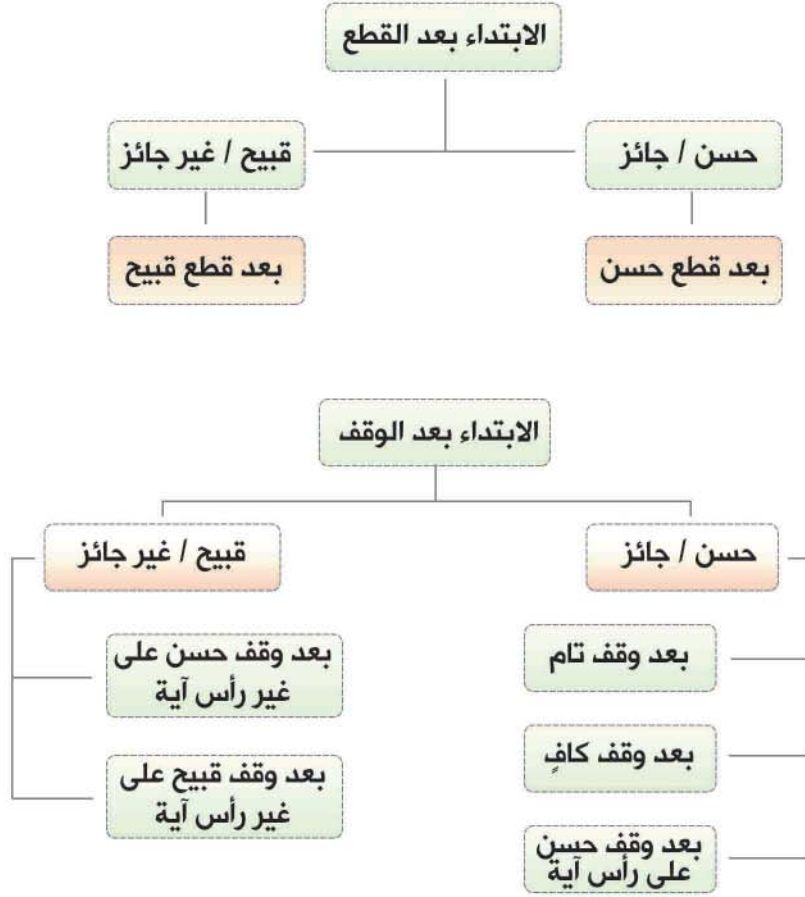 الابتداء بعد القطع
حسن / جائز
قبيح / غير جائز
بعد قطع حسن
بعد قطع قبيح
الابتداء بعد الوقف
حسن / جائز
قبيح / غير جائز
بعد وقف تام
بعد وقف كافٍ
بعد وقف حسن
على رأس آية
بعد وقف حسن على
غير رأس آية
بعد وقف قبيح على
غير رأس آية